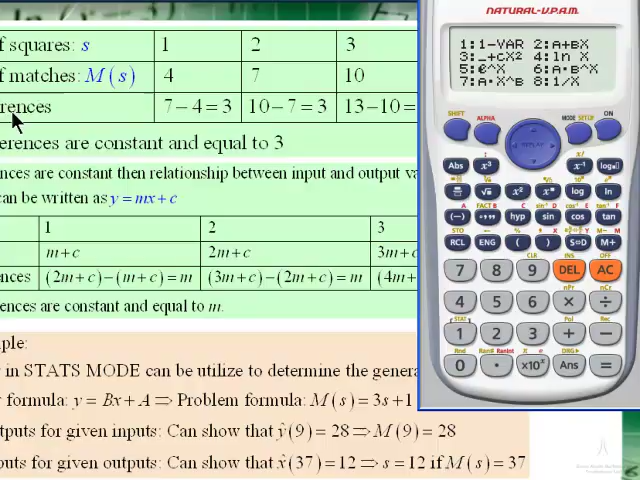 NATURAL-V.P.A.M.
f squares: s 1 2 3
1:1-VAR 2:A+BX
3:_+CX² 4:ln X
5:e^X 6:A·B^X
7:A·X^B 8:1/X
f matches: M(s) 4 7 10
rences 7−4=3 10−7=3 13−10=
erences are constant and equal to 3
ences are constant then relationship between input and output va
can be written as y=mx+c
1 2 3
m+c 2m+c 3m+c
ences (2m+c)−(m+c)=m (3m+c)−(2m+c)=m (4m+
rences are constant and equal to m.
ple:
in STATS MODE can be utilize to determine the genera
formula: y = Bx + A ⟹ Problem formula: M(s)=3s+1
tputs for given inputs: Can show that ŷ(9)=28⟹M(9)=28
puts for given outputs: Can show that x̂(37)=12⟹s=12 if M(s)=37
SHIFT ALPHA REPLAY MODE SETUP ON
Abs x³ x⁻¹
x² log ln
(−) hyp sin cos tan
RCL ENG ( ) S⇔D M+
7 8 9 DEL AC
4 5 6 × ÷
1 2 3 + −
0 · ×10ˣ Ans =